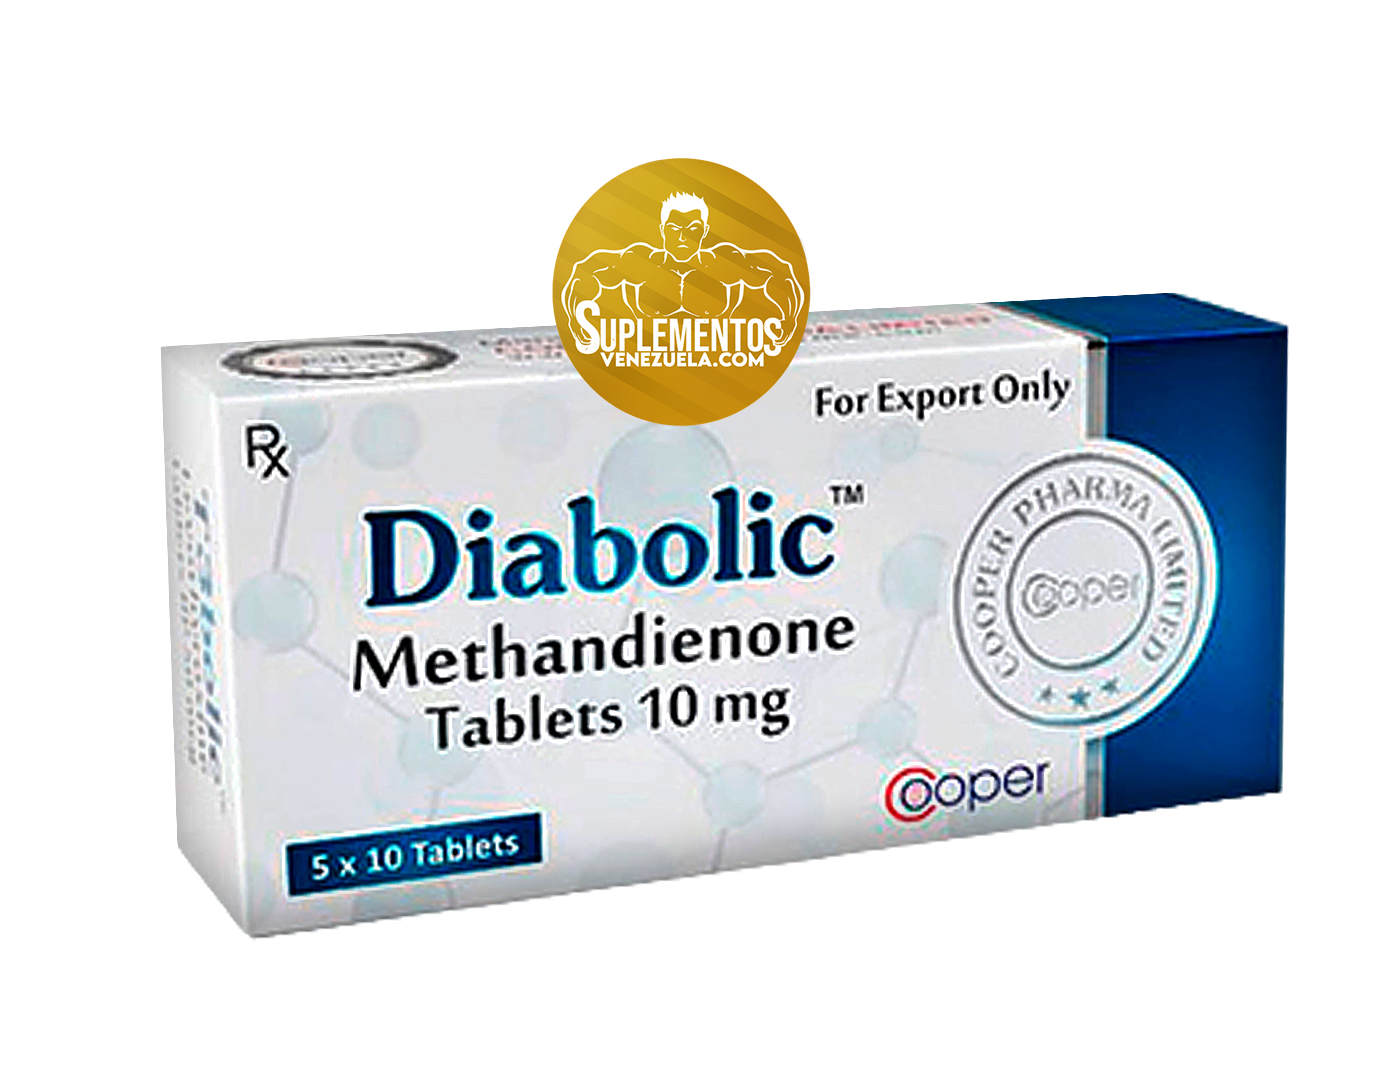 SUPLEMENTOS
VENEZUELA.COM
For Export Only
Rx
Diabolic™
Methandienone
Tablets 10 mg
COOPER PHARMA LIMITED
Cooper
Cooper
5 x 10 Tablets